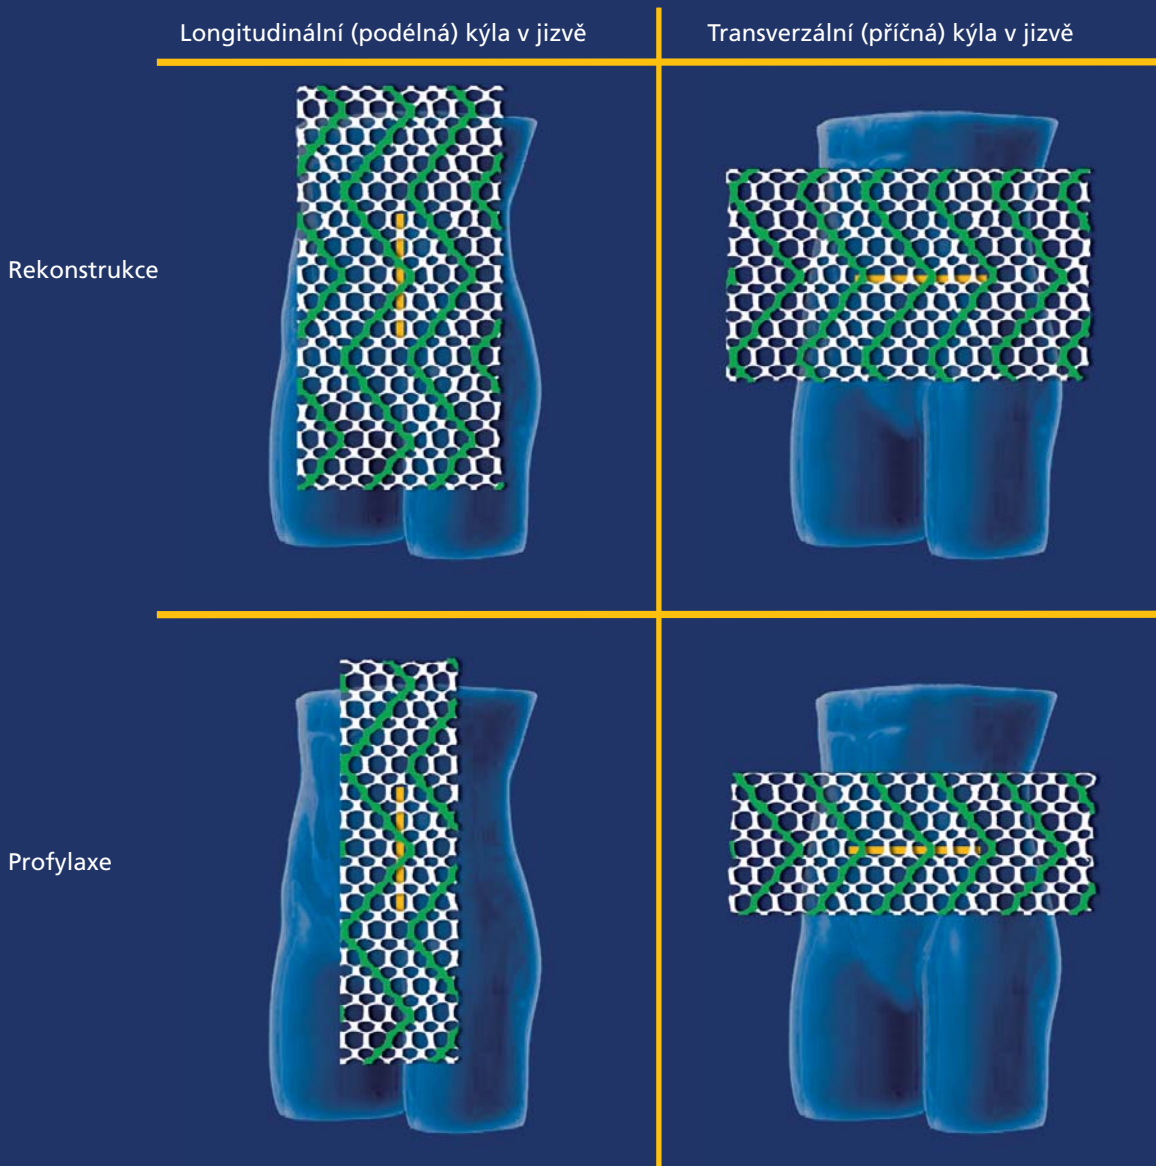 Longitudinální (podélná) kýla v jizvě
Transverzální (příčná) kýla v jizvě
Rekonstrukce
Profylaxe